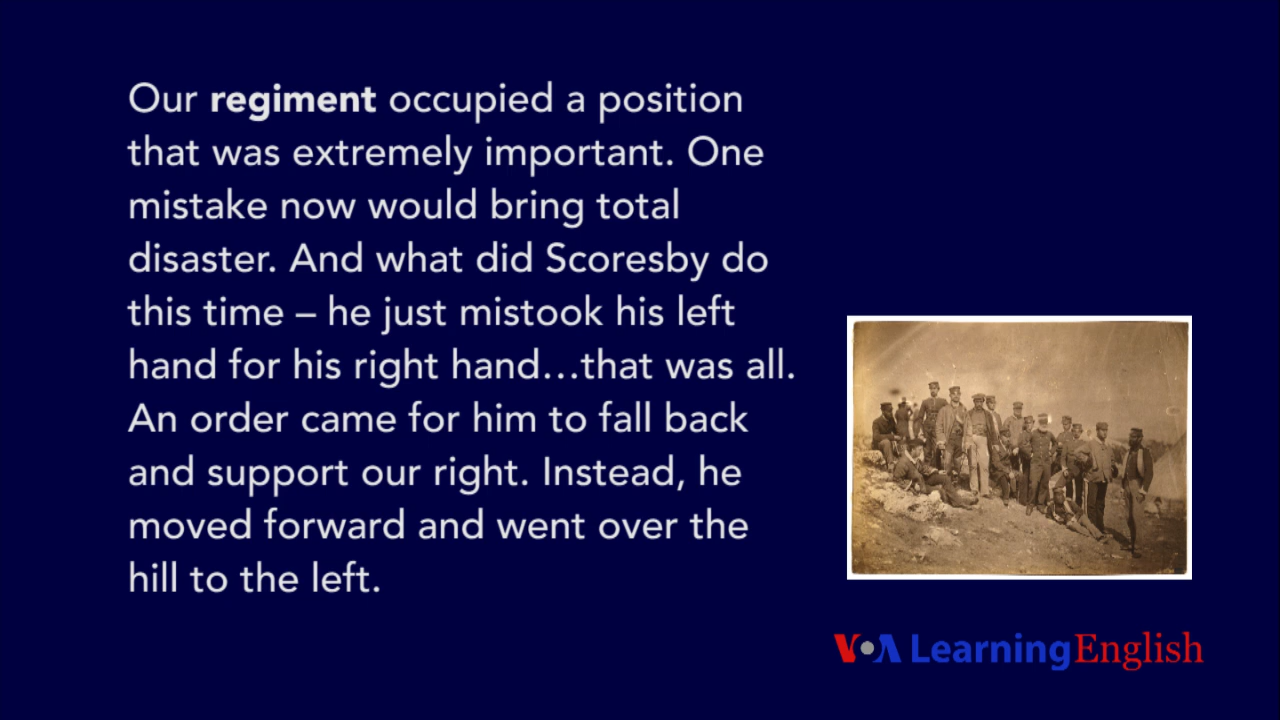 Our regiment occupied a position
that was extremely important. One
mistake now would bring total
disaster. And what did Scoresby do
this time – he just mistook his left
hand for his right hand…that was all.
An order came for him to fall back
and support our right. Instead, he
moved forward and went over the
hill to the left.
VOA Learning English